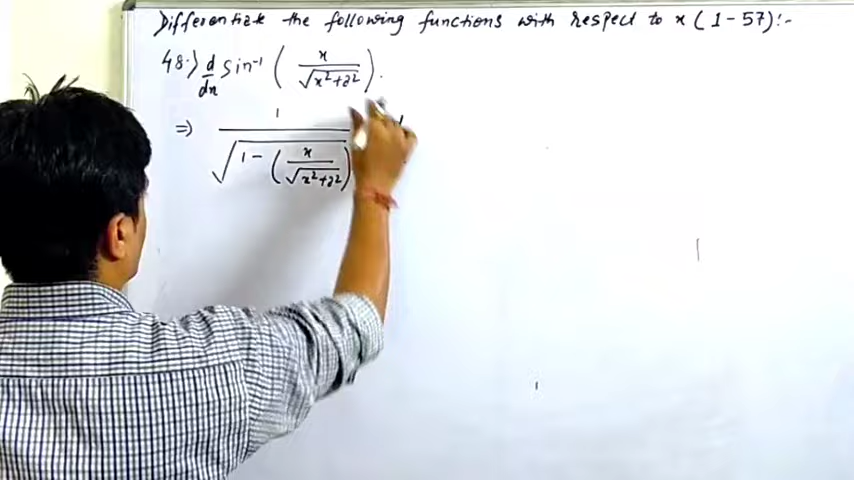 Differentiate the following functions with respect to x (1-57):-
48.) d/dx sin⁻¹ ( x / √(x²+a²) ).
⇒ 1 / √(1 - ( x / √(x²+a²) )